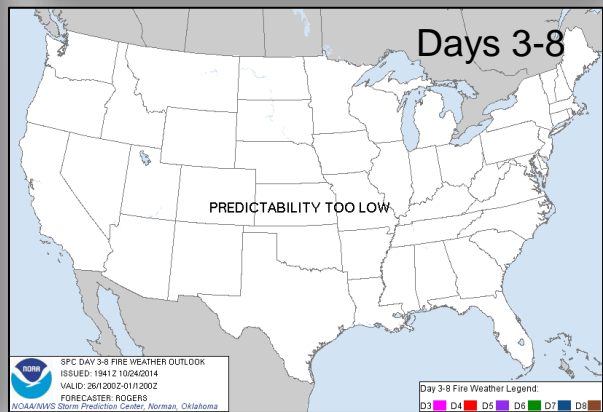 Days 3-8
PREDICTABILITY TOO LOW
NOAA
SPC DAY 3-8 FIRE WEATHER OUTLOOK
ISSUED: 1941Z 10/24/2014
VALID: 26/1200Z-01/1200Z
FORECASTER: ROGERS
NOAA/NWS Storm Prediction Center, Norman, Oklahoma
Day 3-8 Fire Weather Legend:
D3 D4 D5 D6 D7 D8